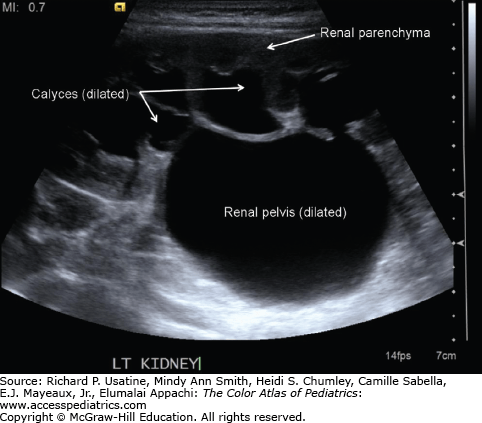 MI: 0.7
Renal parenchyma
Calyces (dilated)
Renal pelvis (dilated)
14fps 7cm
LT KIDNEY
Source: Richard P. Usatine, Mindy Ann Smith, Heidi S. Chumley, Camille Sabella,
E.J. Mayeaux, Jr., Elumalai Appachi: The Color Atlas of Pediatrics:
www.accesspediatrics.com
Copyright © McGraw-Hill Education. All rights reserved.